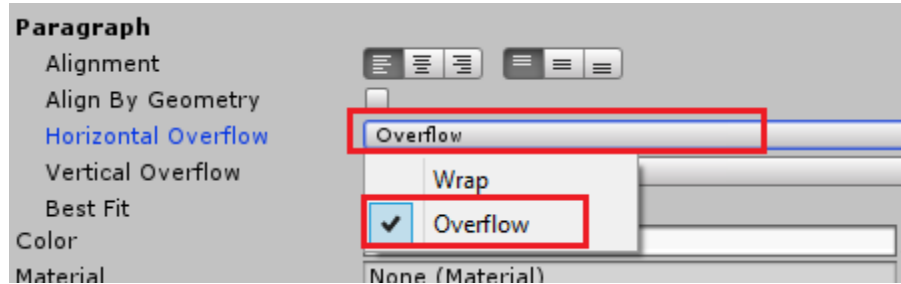 Paragraph
Alignment
Align By Geometry
Horizontal Overflow Overflow
Vertical Overflow Wrap
Best Fit Overflow
Color
Material None (Material)